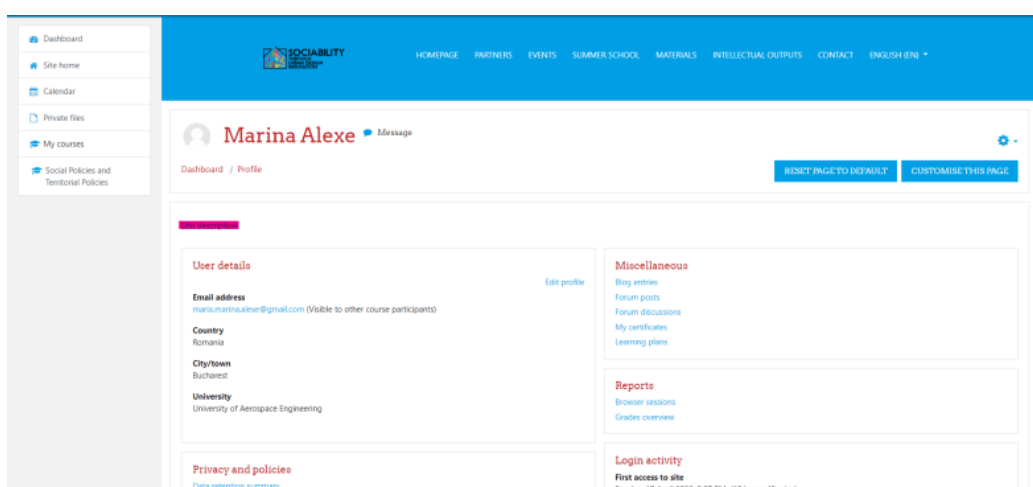 Dashboard
Site home
Calendar
Private files
My courses
Social Policies and
Territorial Policies
SOCIABILITY
HOMEPAGE PARTNERS EVENTS SUMMER SCHOOL MATERIALS INTELLECTUAL OUTPUTS CONTACT ENGLISH (EN)
Marina Alexe Message
Dashboard / Profile
RESET PAGE TO DEFAULT CUSTOMISE THIS PAGE
Edit description
User details
Edit profile
Email address
maria.marina.alexe@gmail.com (Visible to other course participants)
Country
Romania
City/town
Bucharest
University
University of Aerospace Engineering
Privacy and policies
Data retention summary
Miscellaneous
Blog entries
Forum posts
Forum discussions
My certificates
Learning plans
Reports
Browser sessions
Grades overview
Login activity
First access to site